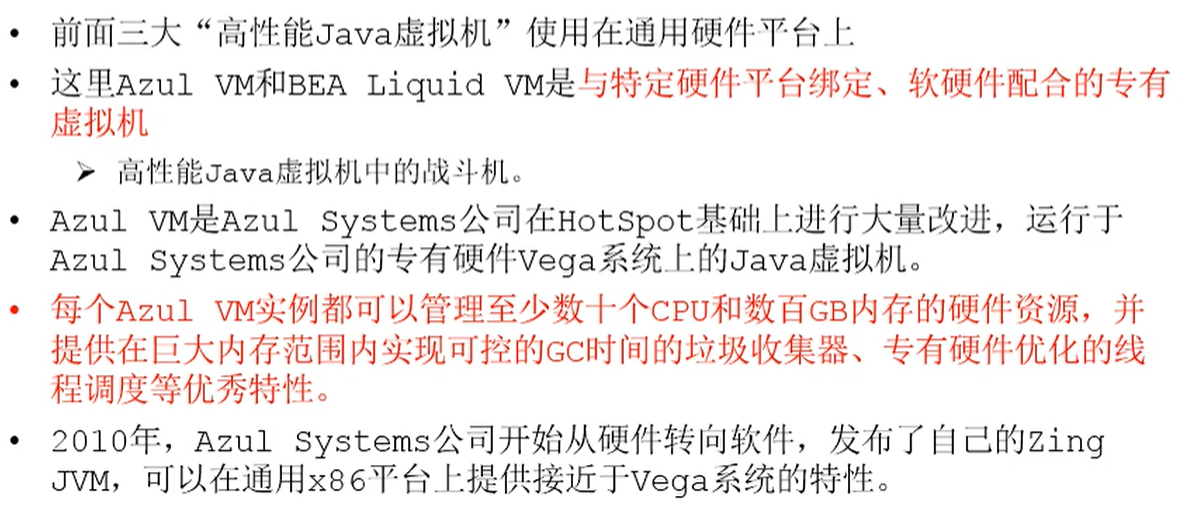 • 前面三大“高性能Java虚拟机”使用在通用硬件平台上
• 这里Azul VM和BEA Liquid VM是与特定硬件平台绑定、软硬件配合的专有
虚拟机
➢ 高性能Java虚拟机中的战斗机。
• Azul VM是Azul Systems公司在HotSpot基础上进行大量改进，运行于
Azul Systems公司的专有硬件Vega系统上的Java虚拟机。
• 每个Azul VM实例都可以管理至少数十个CPU和数百GB内存的硬件资源，并
提供在巨大内存范围内实现可控的GC时间的垃圾收集器、专有硬件优化的线
程调度等优秀特性。
• 2010年，Azul Systems公司开始从硬件转向软件，发布了自己的Zing
JVM，可以在通用x86平台上提供接近于Vega系统的特性。